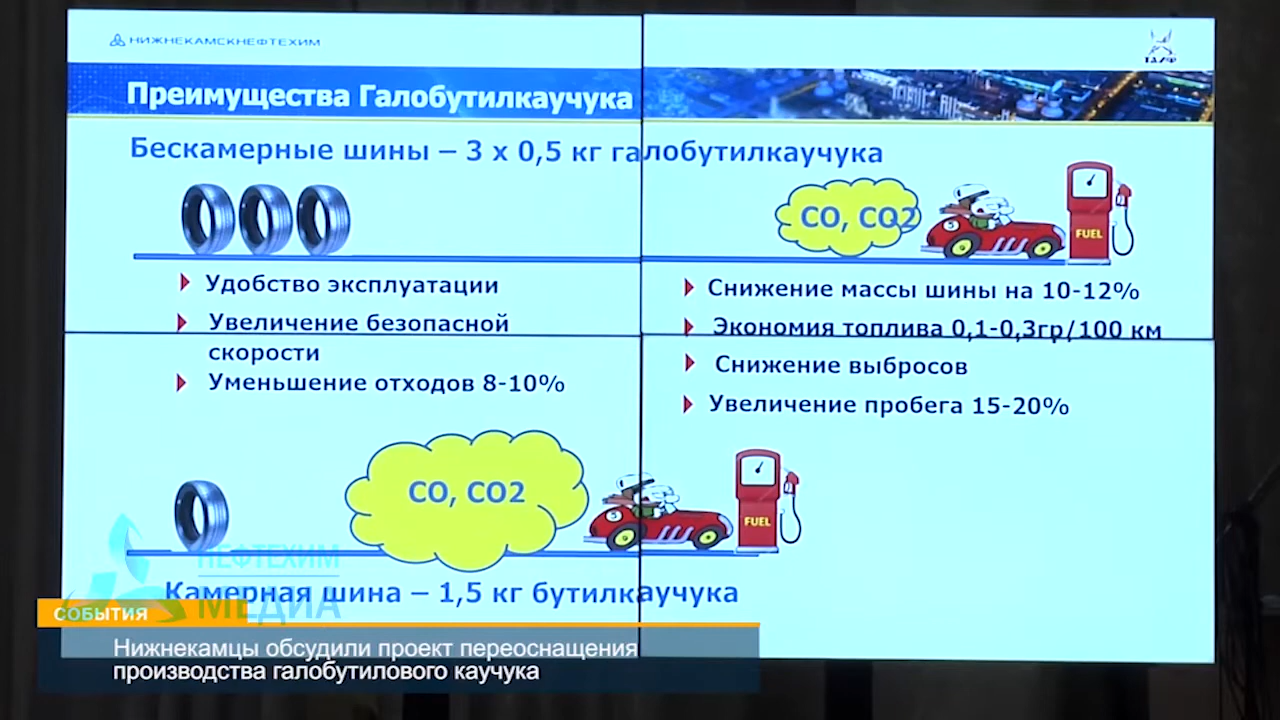 НИЖНЕКАМСКНЕФТЕХИМ
ТАИФ
Преимущества Галобутилкаучука
Бескамерные шины – 3 x 0,5 кг галобутилкаучука
CO, CO2
5
FUEL
Удобство эксплуатации
Увеличение безопасной
скорости
Уменьшение отходов 8-10%
Снижение массы шины на 10-12%
Экономия топлива 0,1-0,3гр/100 км
Снижение выбросов
Увеличение пробега 15-20%
CO, CO2
5
FUEL
Камерная шина – 1,5 кг бутилкаучука
НЕФТЕХИМ
МЕДИА
СОБЫТИЯ
Нижнекамцы обсудили проект переоснащения
производства галобутилового каучука